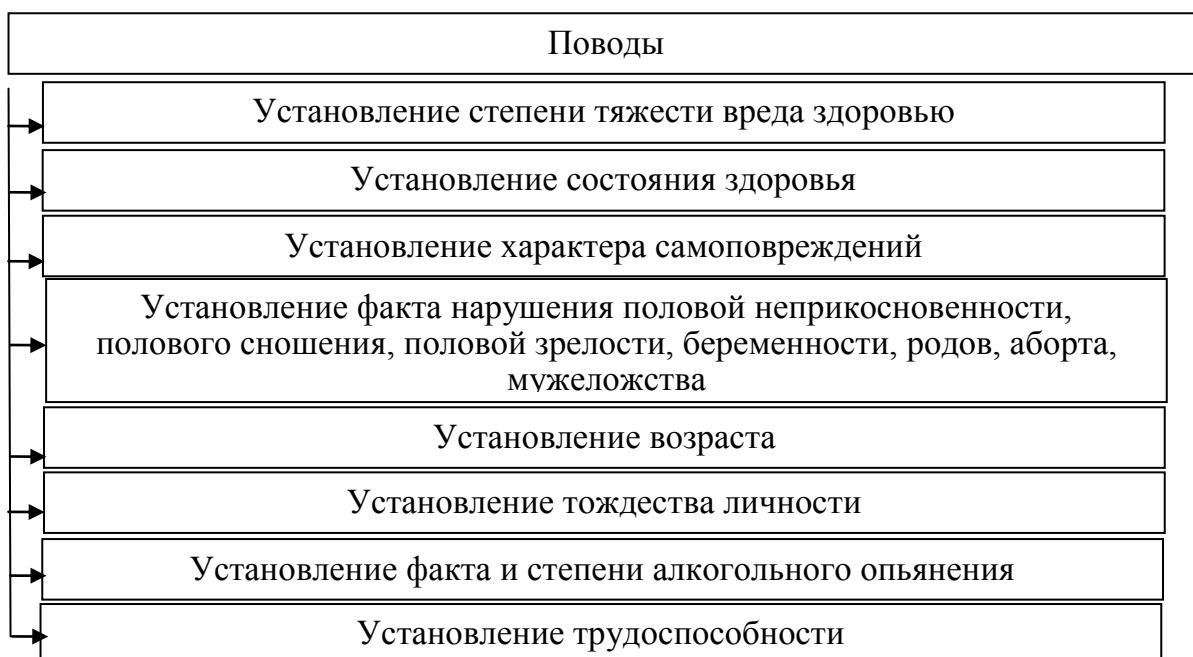 Поводы
Установление степени тяжести вреда здоровью
Установление состояния здоровья
Установление характера самоповреждений
Установление факта нарушения половой неприкосновенности,
полового сношения, половой зрелости, беременности, родов, аборта,
мужеложства
Установление возраста
Установление тождества личности
Установление факта и степени алкогольного опьянения
Установление трудоспособности